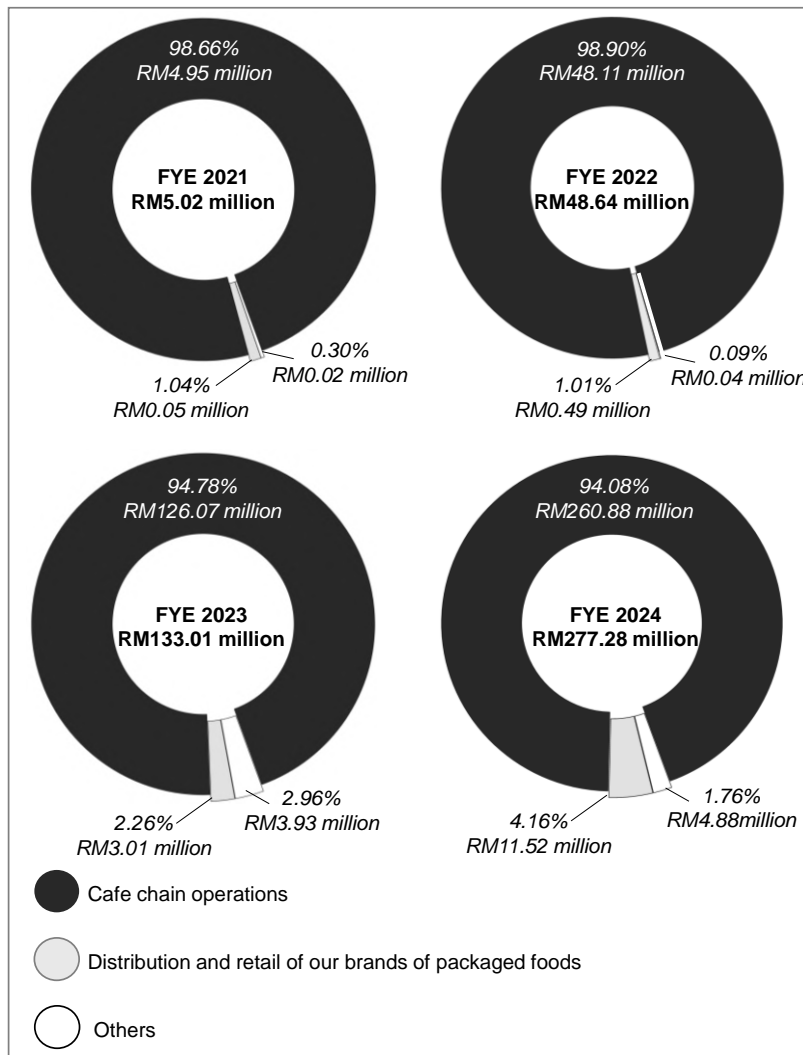 98.66%
RM4.95 million
FYE 2021
RM5.02 million
0.30%
RM0.02 million
1.04%
RM0.05 million
98.90%
RM48.11 million
FYE 2022
RM48.64 million
0.09%
RM0.04 million
1.01%
RM0.49 million
94.78%
RM126.07 million
FYE 2023
RM133.01 million
2.96%
RM3.93 million
2.26%
RM3.01 million
94.08%
RM260.88 million
FYE 2024
RM277.28 million
1.76%
RM4.88million
4.16%
RM11.52 million
Cafe chain operations
Distribution and retail of our brands of packaged foods
Others